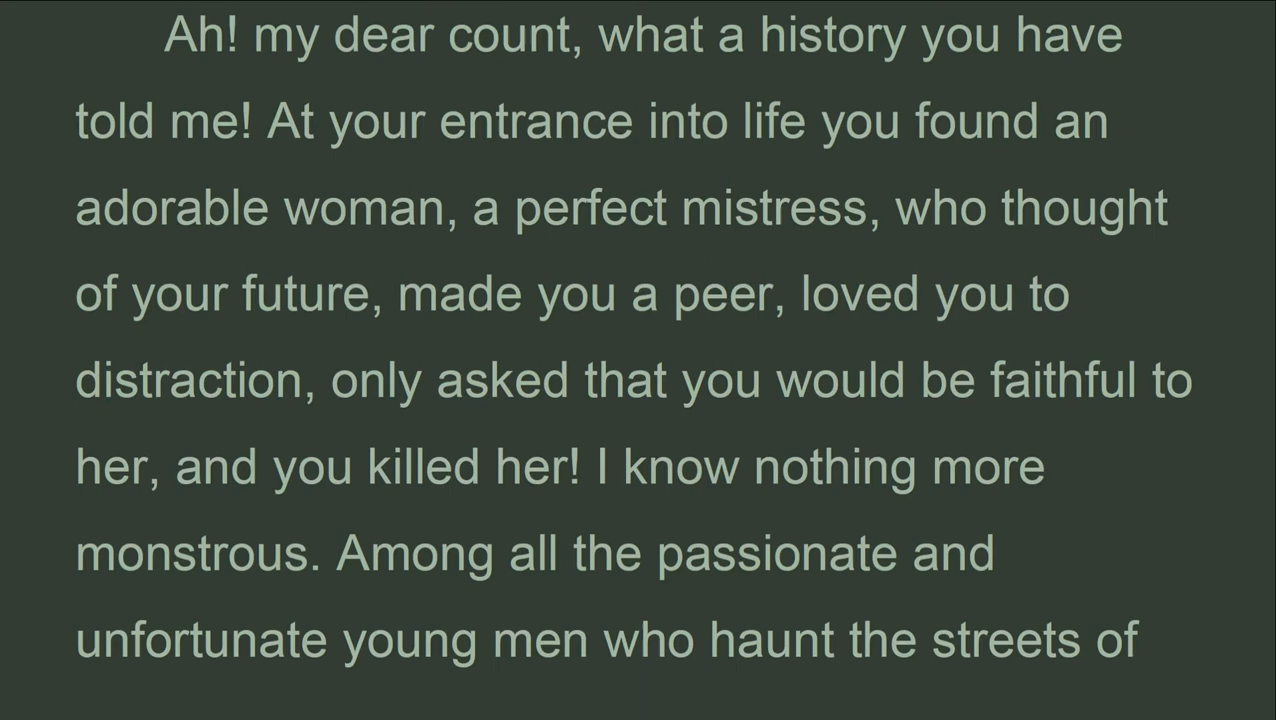 Ah! my dear count, what a history you have
told me! At your entrance into life you found an
adorable woman, a perfect mistress, who thought
of your future, made you a peer, loved you to
distraction, only asked that you would be faithful to
her, and you killed her! I know nothing more
monstrous. Among all the passionate and
unfortunate young men who haunt the streets of